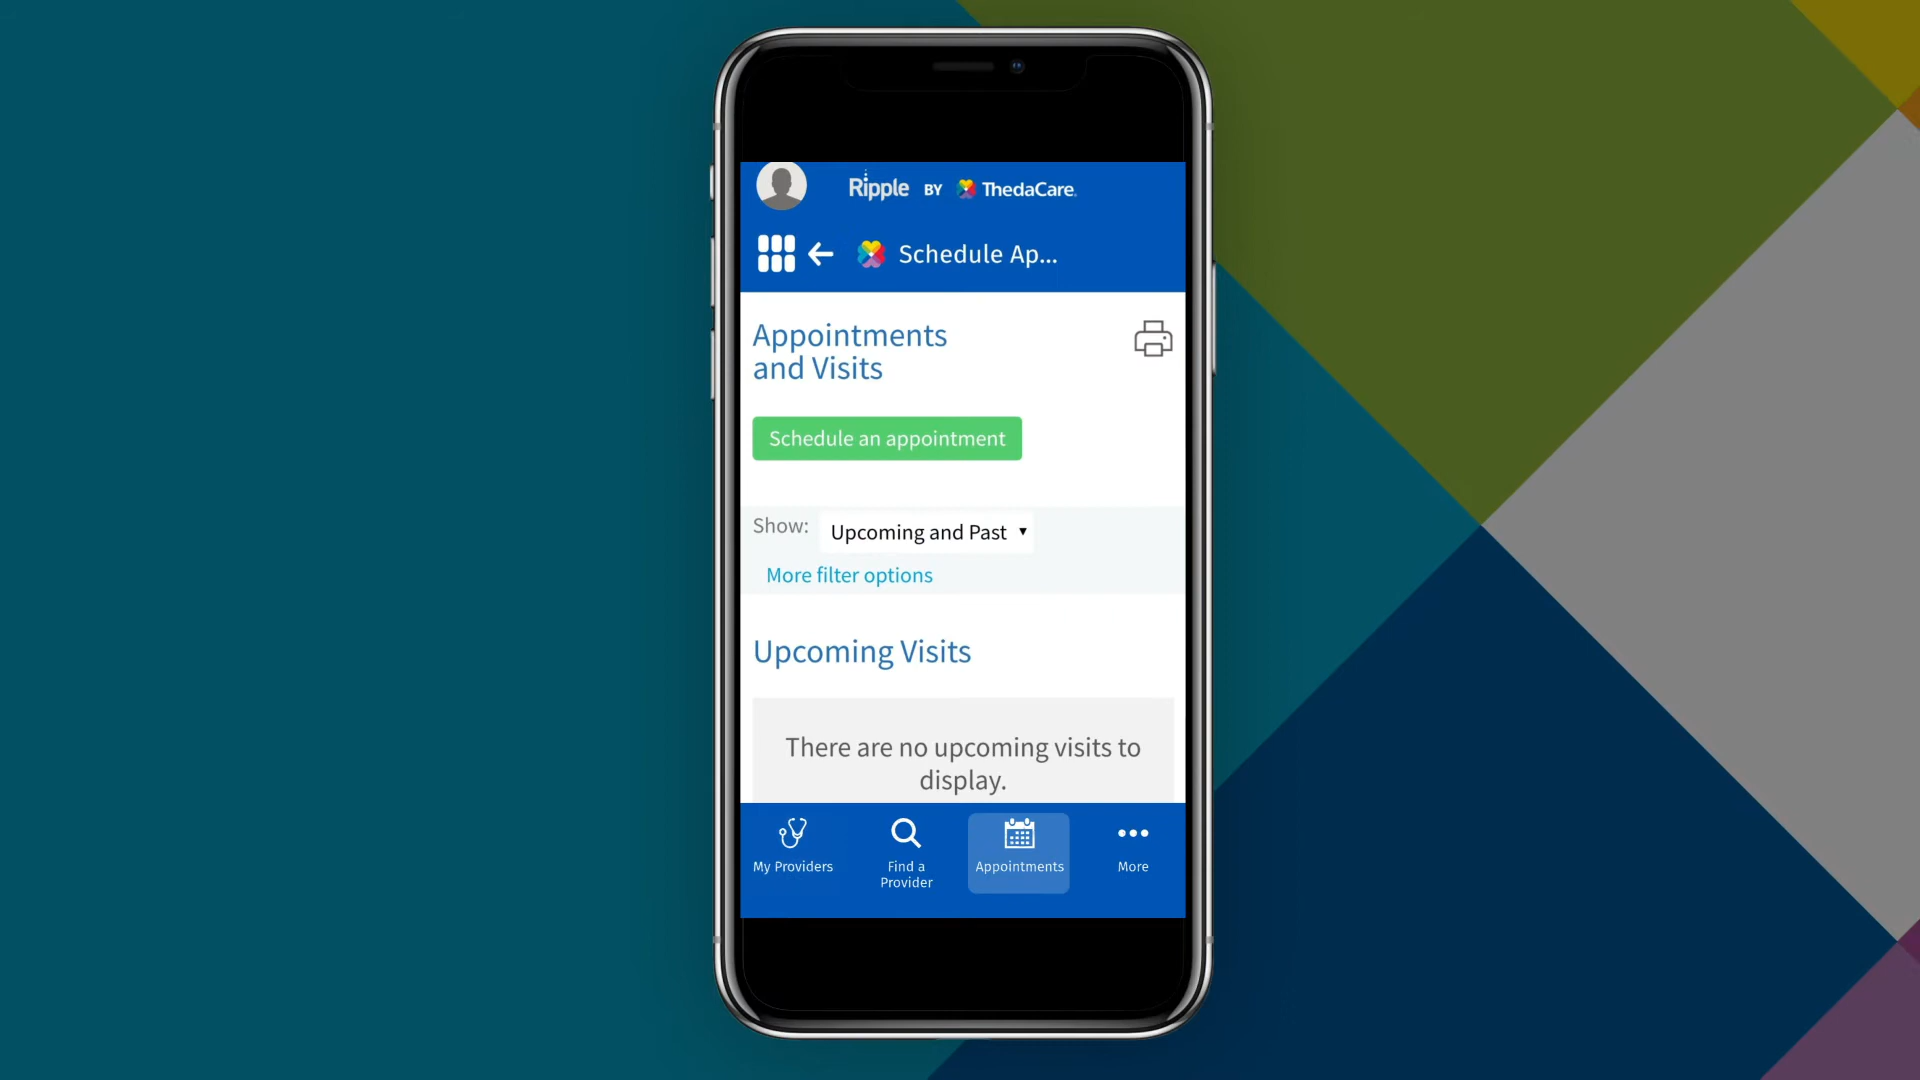 Ripple BY ThedaCare.
Schedule Ap...
Appointments
and Visits
Schedule an appointment
Show:
Upcoming and Past
More filter options
Upcoming Visits
There are no upcoming visits to
display.
My Providers
Find a
Provider
Appointments
More